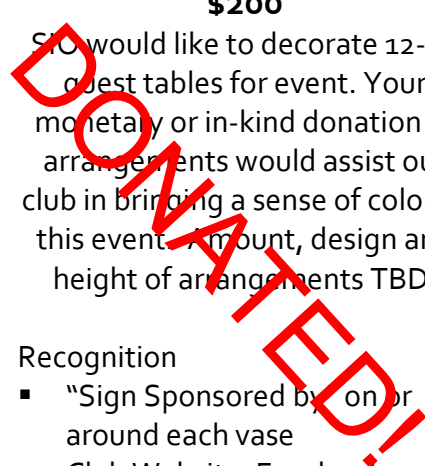 $200
SIO would like to decorate 12-
guest tables for event. Your
monetary or in-kind donation
arrangements would assist ou
club in bringing a sense of colo
this event. Amount, design ar
height of arrangements TBD
DONATED!
Recognition
▪ “Sign Sponsored by” on or
around each vase